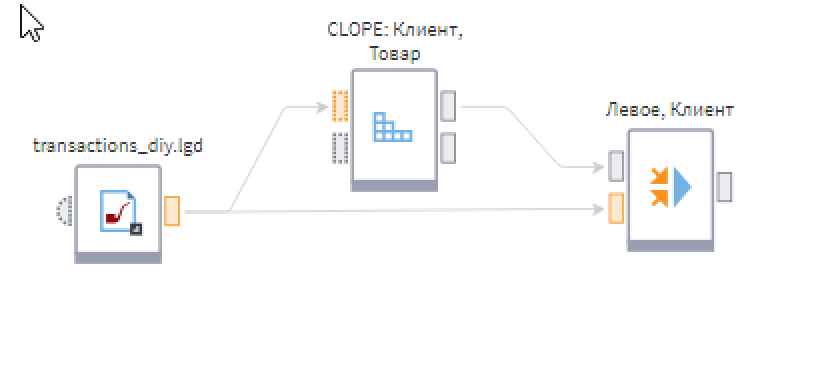 CLOPE: Клиент,
Товар
Левое, Клиент
transactions_diy.lgd